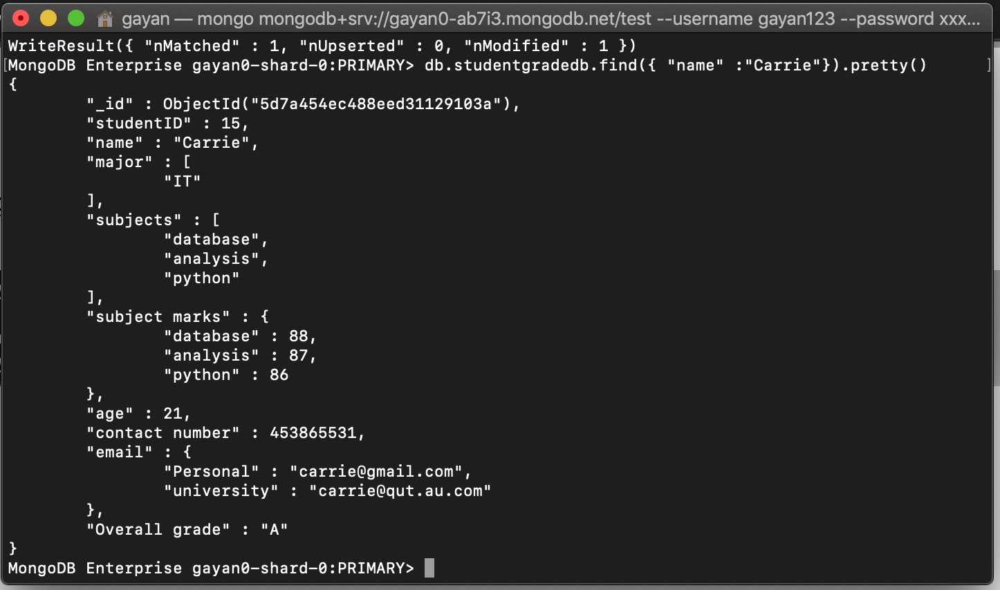 gayan — mongo mongodb+srv://gayan0-ab7i3.mongodb.net/test --username gayan123 --password xxx...
WriteResult({ "nMatched" : 1, "nUpserted" : 0, "nModified" : 1 })
[MongoDB Enterprise gayan0-shard-0:PRIMARY> db.studentgradedb.find({ "name" :"Carrie"}).pretty() ]
{
        "_id" : ObjectId("5d7a454ec488eed31129103a"),
        "studentID" : 15,
        "name" : "Carrie",
        "major" : [
                "IT"
        ],
        "subjects" : [
                "database",
                "analysis",
                "python"
        ],
        "subject marks" : {
                "database" : 88,
                "analysis" : 87,
                "python" : 86
        },
        "age" : 21,
        "contact number" : 453865531,
        "email" : {
                "Personal" : "carrie@gmail.com",
                "university" : "carrie@qut.au.com"
        },
        "Overall grade" : "A"
}
MongoDB Enterprise gayan0-shard-0:PRIMARY>